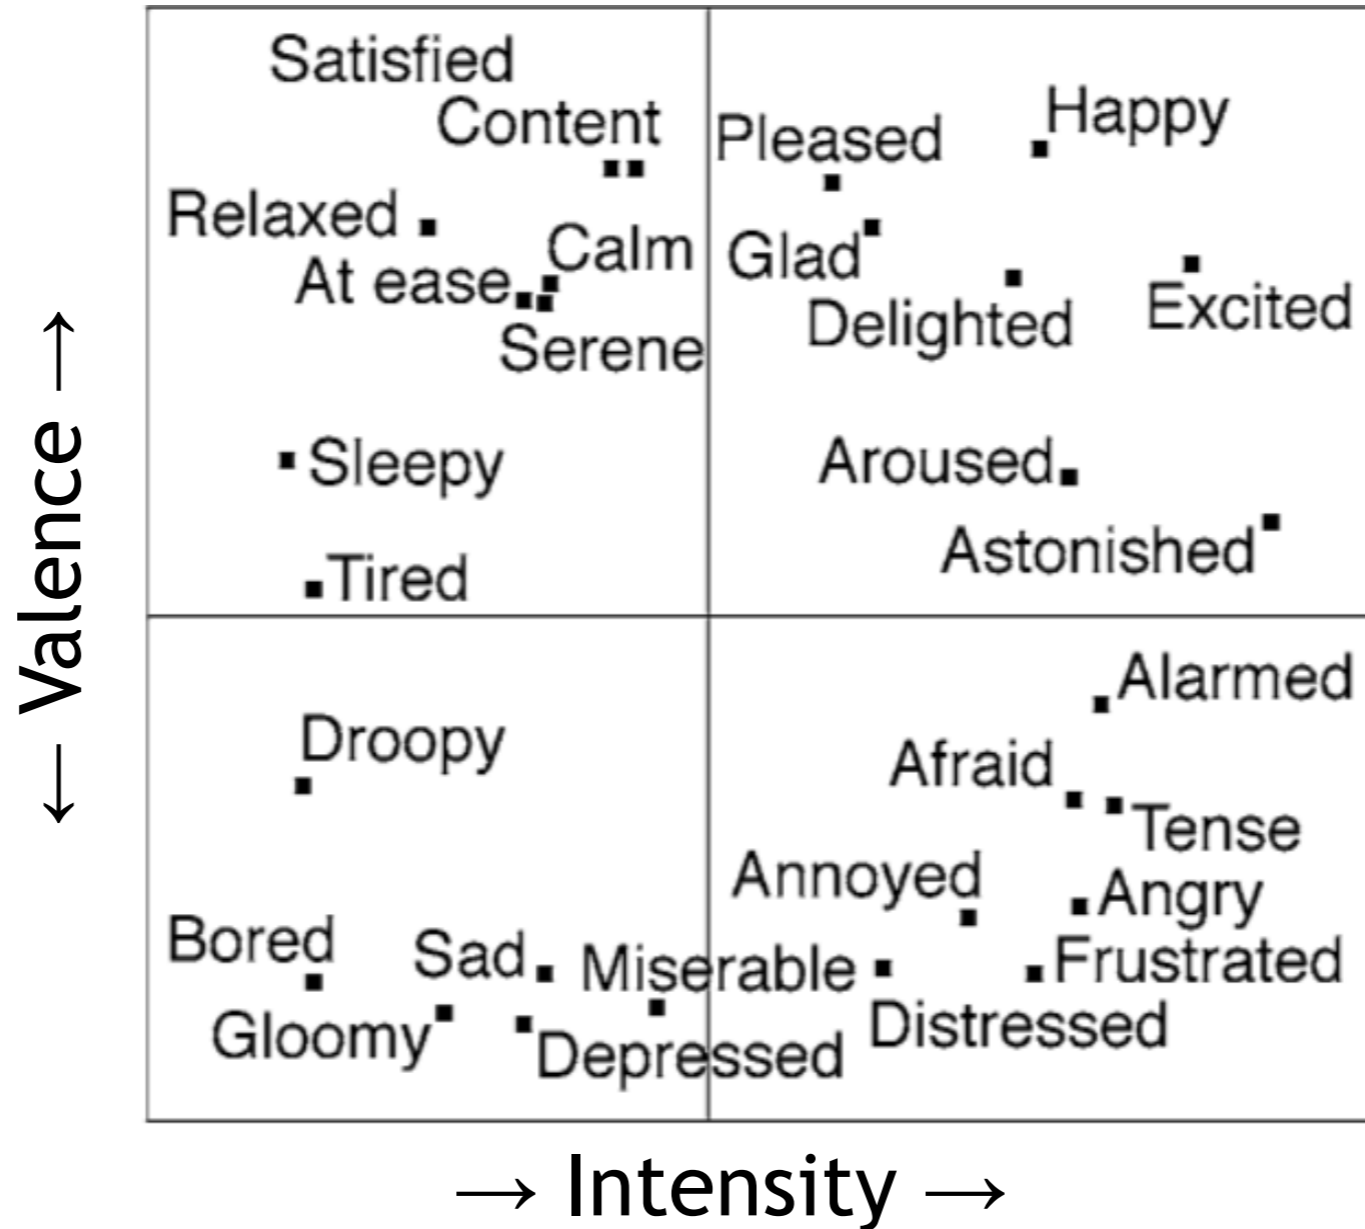 Satisfied
Content
Pleased
Happy
Relaxed
Calm
Glad
At ease
Delighted
Excited
Serene
Sleepy
Aroused
Astonished
Tired
← Valence →
Alarmed
Droopy
Afraid
Tense
Annoyed
Angry
Bored
Sad
Miserable
Frustrated
Gloomy
Depressed
Distressed
→ Intensity →